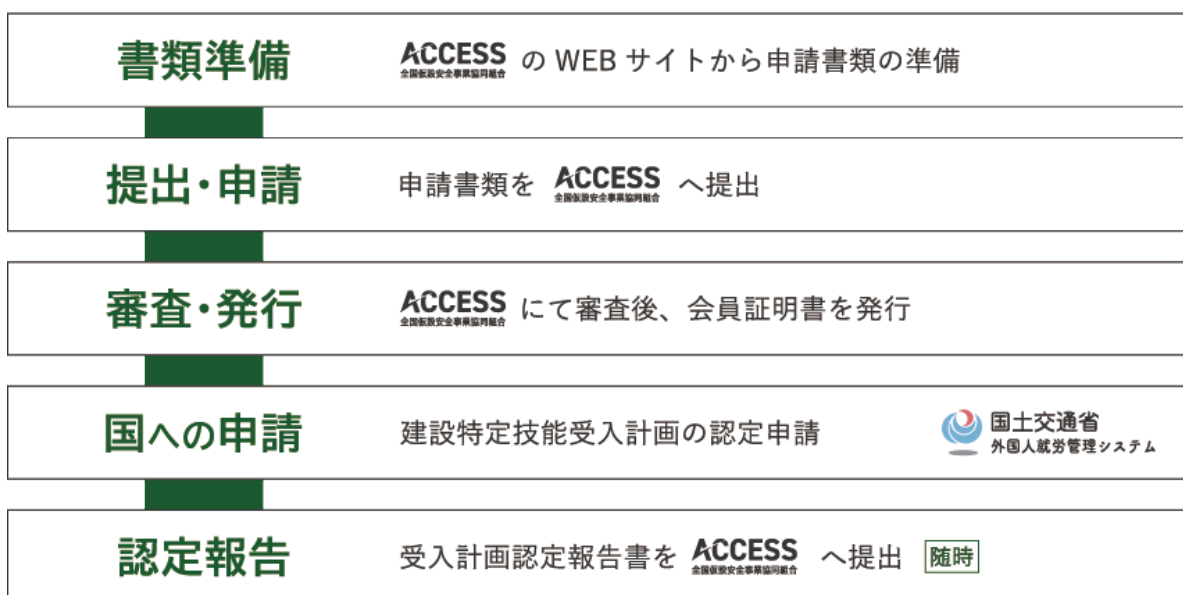 書類準備 ACCESS 全国仮設安全事業協同組合 の WEB サイトから申請書類の準備
提出・申請 申請書類を ACCESS 全国仮設安全事業協同組合 へ提出
審査・発行 ACCESS 全国仮設安全事業協同組合 にて審査後、会員証明書を発行
国への申請 建設特定技能受入計画の認定申請 国土交通省
外国人就労管理システム
認定報告 受入計画認定報告書を ACCESS 全国仮設安全事業協同組合 へ提出 随時